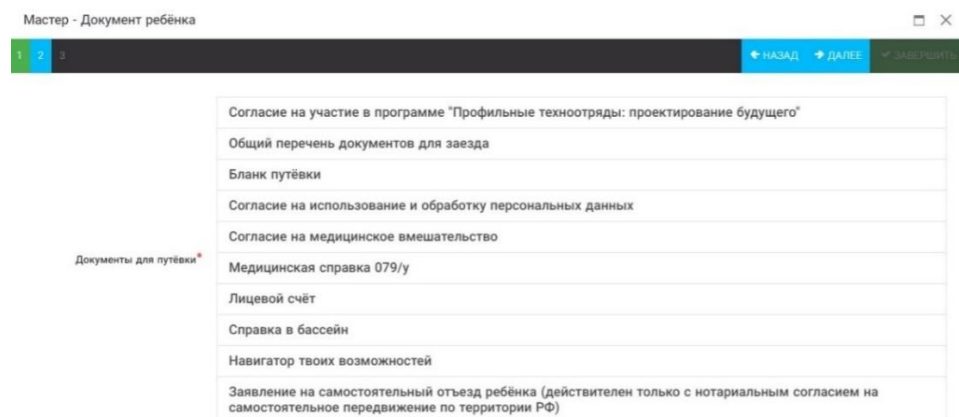 Мастер - Документ ребёнка
1 2 3 НАЗАД ДАЛЕЕ ЗАВЕРШИТЬ
Согласие на участие в программе "Профильные техноотряды: проектирование будущего"
Общий перечень документов для заезда
Бланк путёвки
Согласие на использование и обработку персональных данных
Согласие на медицинское вмешательство
Документы для путёвки*
Медицинская справка 079/у
Лицевой счёт
Справка в бассейн
Навигатор твоих возможностей
Заявление на самостоятельный отъезд ребёнка (действителен только с нотариальным согласием на
самостоятельное передвижение по территории РФ)